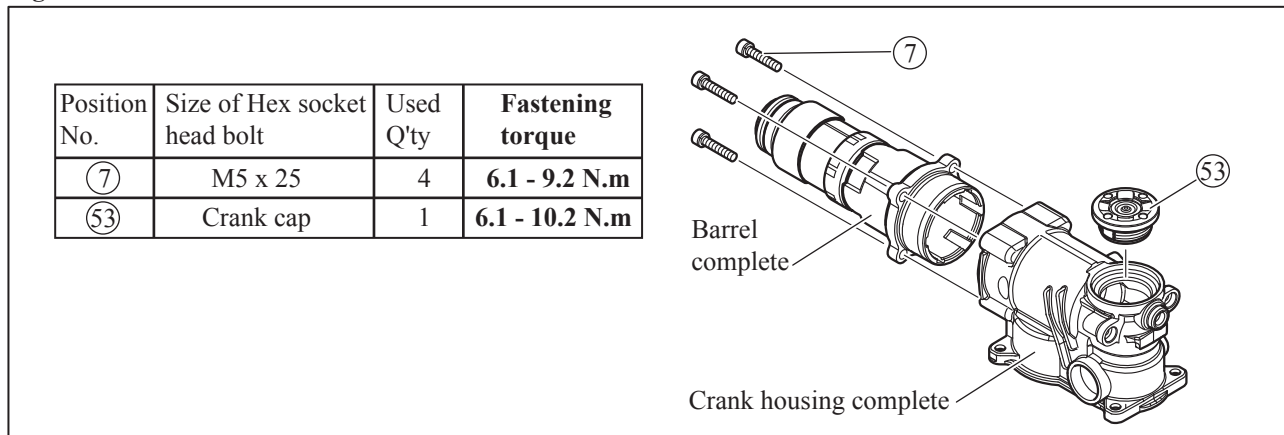 Position No. Size of Hex socket head bolt Used Q'ty Fastening torque
⑦ M5 x 25 4 6.1 - 9.2 N.m
53 Crank cap 1 6.1 - 10.2 N.m
7
53
Barrel
complete
Crank housing complete